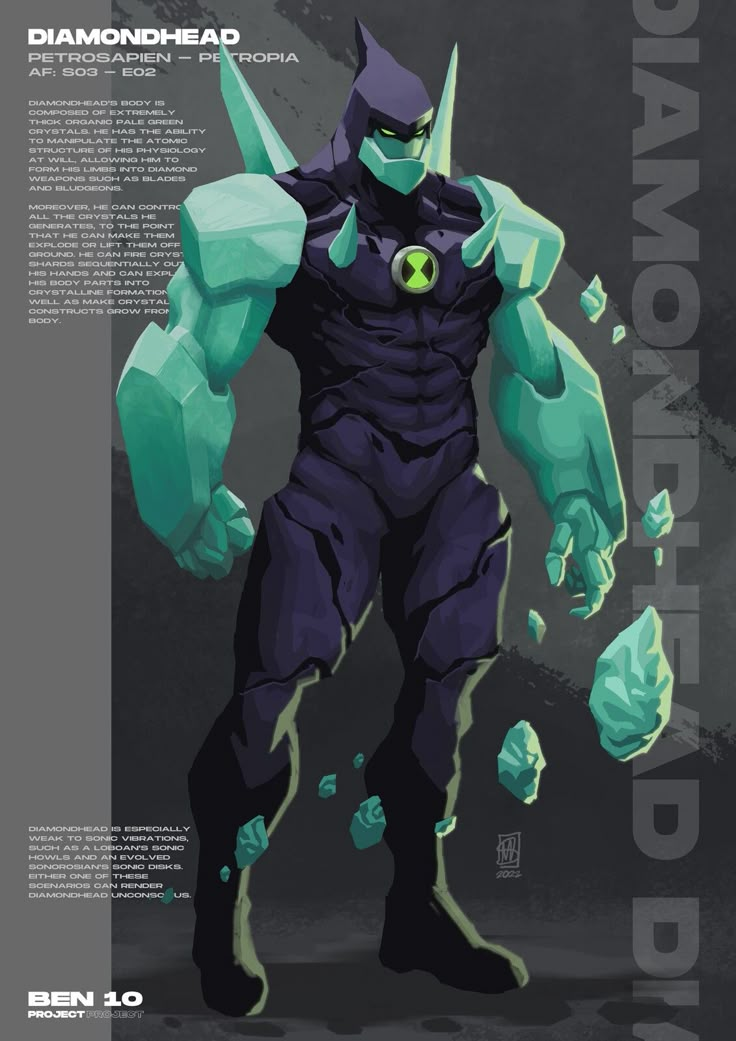 DIAMONDHEAD
PETROSAPIEN — PETROPIA
AF: S03 — E02
DIAMONDHEAD'S BODY IS
COMPOSED OF EXTREMELY
THICK ORGANIC PALE GREEN
CRYSTALS. HE HAS THE ABILITY
TO MANIPULATE THE ATOMIC
STRUCTURE OF HIS PHYSIOLOGY
AT WILL, ALLOWING HIM TO
FORM HIS LIMBS INTO DIAMOND
WEAPONS SUCH AS BLADES
AND BLUDGEONS.
MOREOVER, HE CAN CONTRO
ALL THE CRYSTALS HE
GENERATES, TO THE POINT
THAT HE CAN MAKE THEM
EXPLODE OR LIFT THEM OFF
GROUND. HE CAN FIRE CRYST
SHARDS SEQUENTIALLY OUT
HIS HANDS AND CAN EXPL
HIS BODY PARTS INTO
CRYSTALLINE FORMATION
WELL AS MAKE CRYSTAL
CONSTRUCTS GROW FROM
BODY.
DIAMONDHEAD DI
DIAMONDHEAD IS ESPECIALLY
WEAK TO SONIC VIBRATIONS,
SUCH AS A LOBOAN'S SONIC
HOWLS AND AN EVOLVED
SONOROSIAN'S SONIC DISKS.
EITHER ONE OF THESE
SCENARIOS CAN RENDER
DIAMONDHEAD UNCONSC US.
2022
BEN 10
PROJECT PROJECT